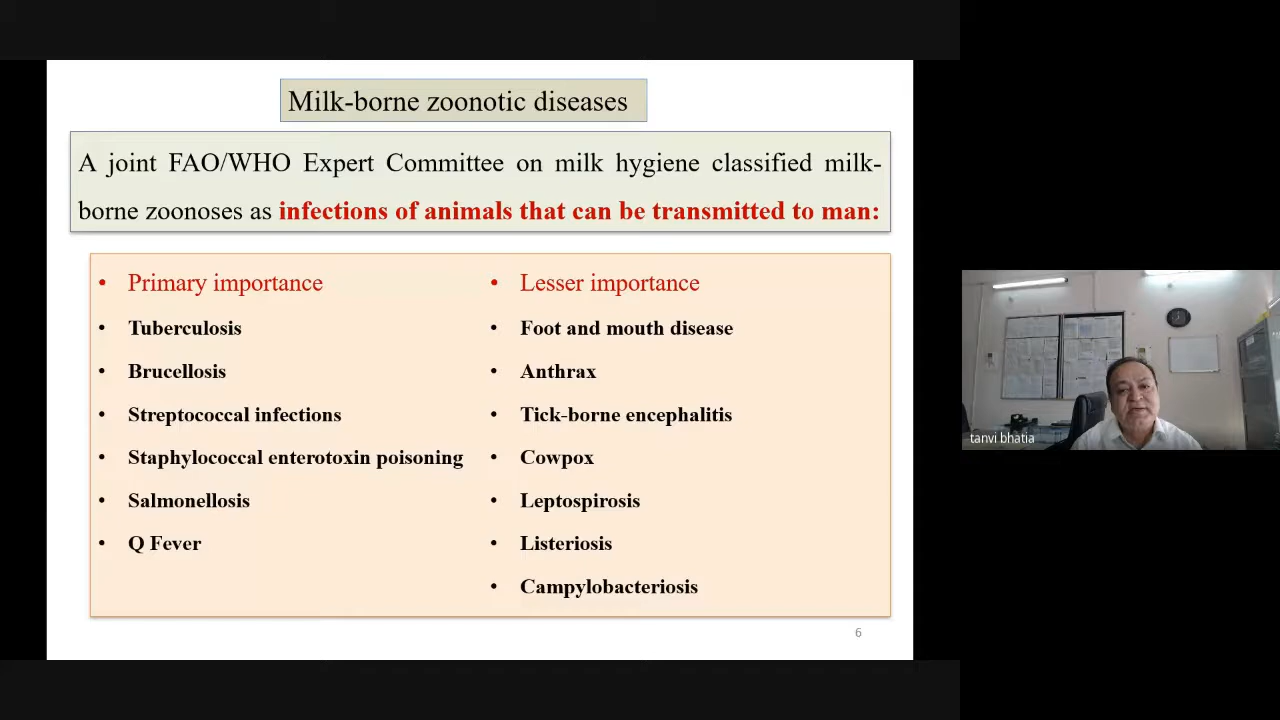 Milk-borne zoonotic diseases
A joint FAO/WHO Expert Committee on milk hygiene classified milk-
borne zoonoses as infections of animals that can be transmitted to man:
• Primary importance
• Tuberculosis
• Brucellosis
• Streptococcal infections
• Staphylococcal enterotoxin poisoning
• Salmonellosis
• Q Fever
• Lesser importance
• Foot and mouth disease
• Anthrax
• Tick-borne encephalitis
• Cowpox
• Leptospirosis
• Listeriosis
• Campylobacteriosis
6
tanvi bhatia